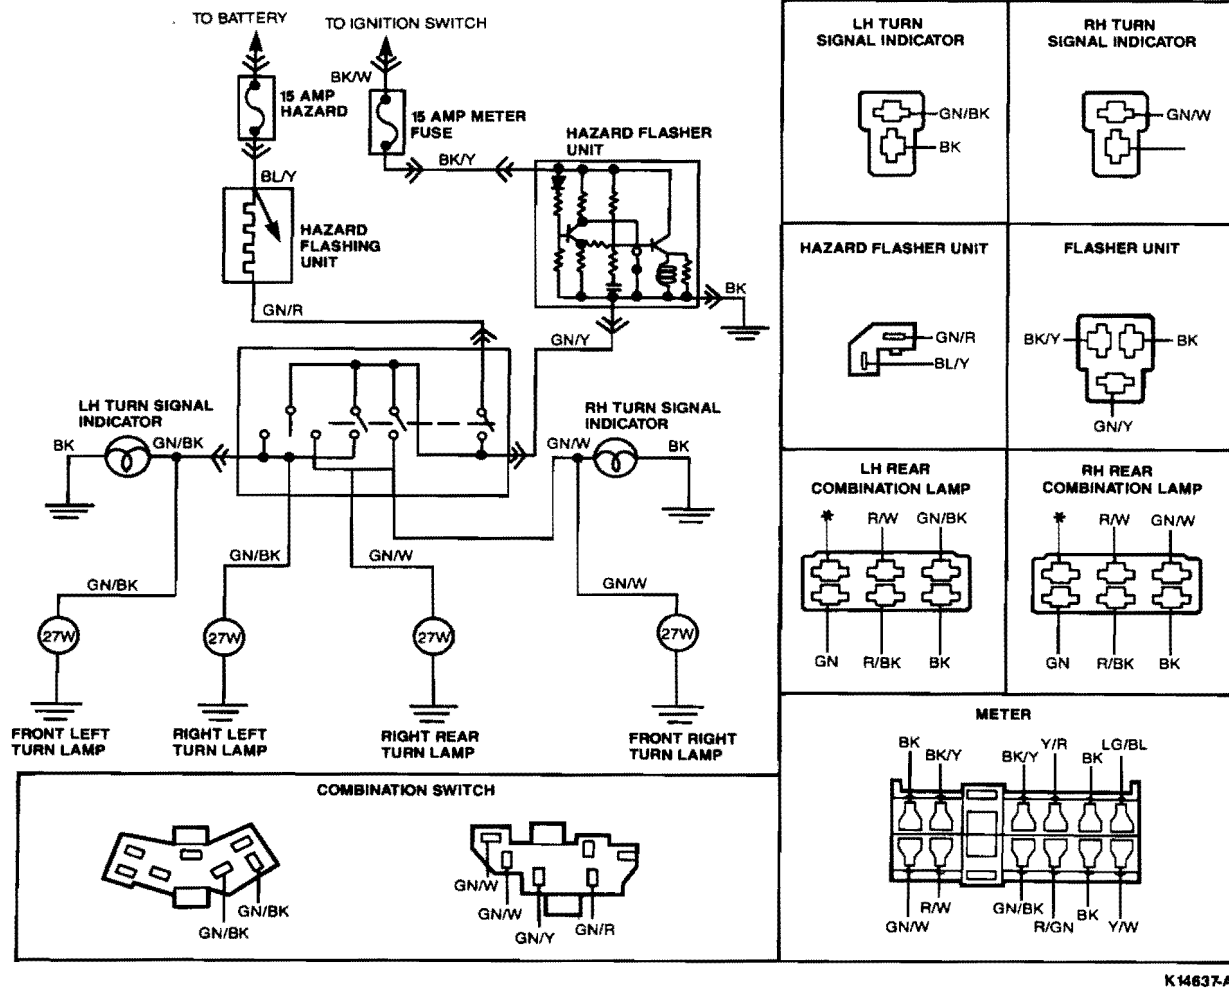 TO BATTERY
TO IGNITION SWITCH
BK/W
15 AMP
HAZARD
15 AMP METER
FUSE
BL/Y
BK/Y
HAZARD FLASHER
UNIT
HAZARD
FLASHING
UNIT
BK
GN/R
GN/Y
LH TURN SIGNAL
INDICATOR
BK
GN/BK
RH TURN SIGNAL
INDICATOR
GN/W
BK
GN/BK
GN/BK
GN/W
GN/W
27W
27W
27W
27W
FRONT LEFT
TURN LAMP
RIGHT LEFT
TURN LAMP
RIGHT REAR
TURN LAMP
FRONT RIGHT
TURN LAMP
COMBINATION SWITCH
GN/BK
GN/BK
GN/W
GN/W
GN/Y
GN/R
LH TURN
SIGNAL INDICATOR
GN/BK
BK
RH TURN
SIGNAL INDICATOR
GN/W
HAZARD FLASHER UNIT
GN/R
BL/Y
FLASHER UNIT
BK/Y
BK
GN/Y
LH REAR
COMBINATION LAMP
* R/W GN/BK
GN R/BK BK
RH REAR
COMBINATION LAMP
* R/W GN/W
GN R/BK BK
METER
BK BK/Y BK/Y Y/R BK LG/BL
GN/W R/W GN/BK R/GN BK Y/W
K14637-A